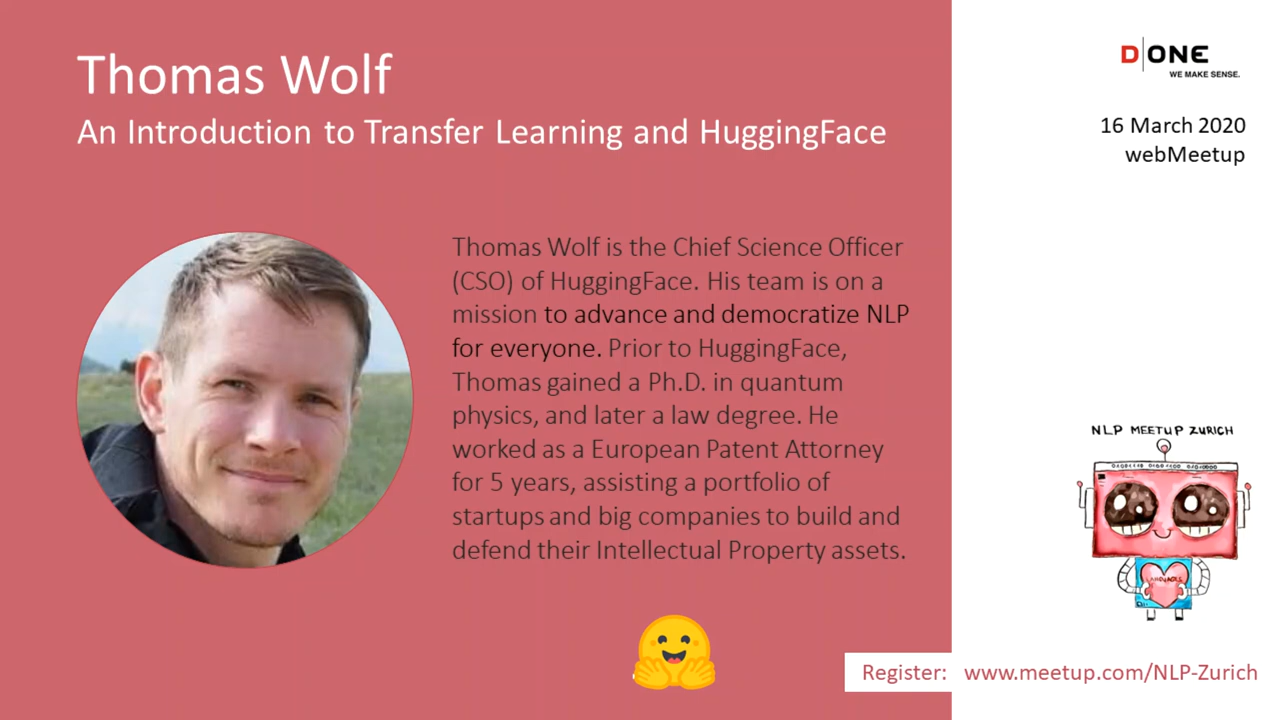 Thomas Wolf
An Introduction to Transfer Learning and HuggingFace
Thomas Wolf is the Chief Science Officer
(CSO) of HuggingFace. His team is on a
mission to advance and democratize NLP
for everyone. Prior to HuggingFace,
Thomas gained a Ph.D. in quantum
physics, and later a law degree. He
worked as a European Patent Attorney
for 5 years, assisting a portfolio of
startups and big companies to build and
defend their Intellectual Property assets.
D ONE
WE MAKE SENSE.
16 March 2020
webMeetup
NLP MEETUP ZURICH
Register: www.meetup.com/NLP-Zurich